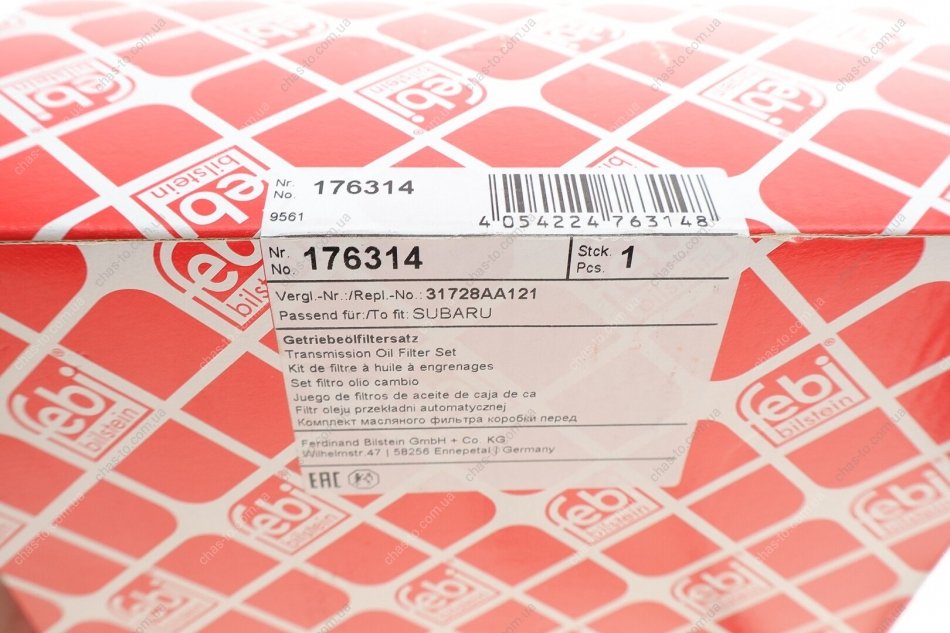 Nr.
No. 176314
9561
4 054224 763148
Nr.
No. 176314
Stck.
Pcs. 1
Vergl.-Nr.:/Repl.-No.: 31728AA121
Passend für:/To fit: SUBARU
Getriebeölfiltersatz
Transmission Oil Filter Set
Kit de filtre à huile à engrenages
Set filtro olio cambio
Juego de filtros de aceite de caja de ca
Filtr oleju przekładni automatycznej
Комплект масляного фильтра коробки перед
Ferdinand Bilstein GmbH + Co. KG
Wilhelmstr.47 | 58256 Ennepetal | Germany
EAC
febi
bilstein
chas-to.com.ua